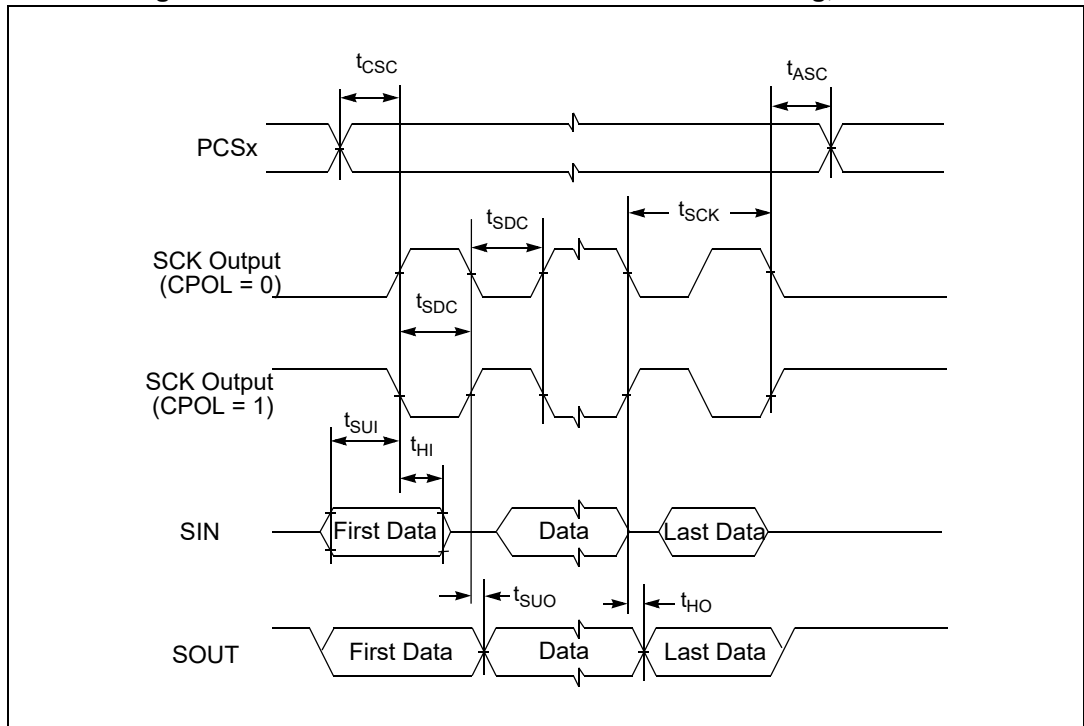 tCSC
tASC
PCSx
tSCK
tSDC
SCK Output
(CPOL = 0)
tSDC
SCK Output
(CPOL = 1)
tSUI
tHI
SIN
First Data
Data
Last Data
tSUO
tHO
SOUT
First Data
Data
Last Data